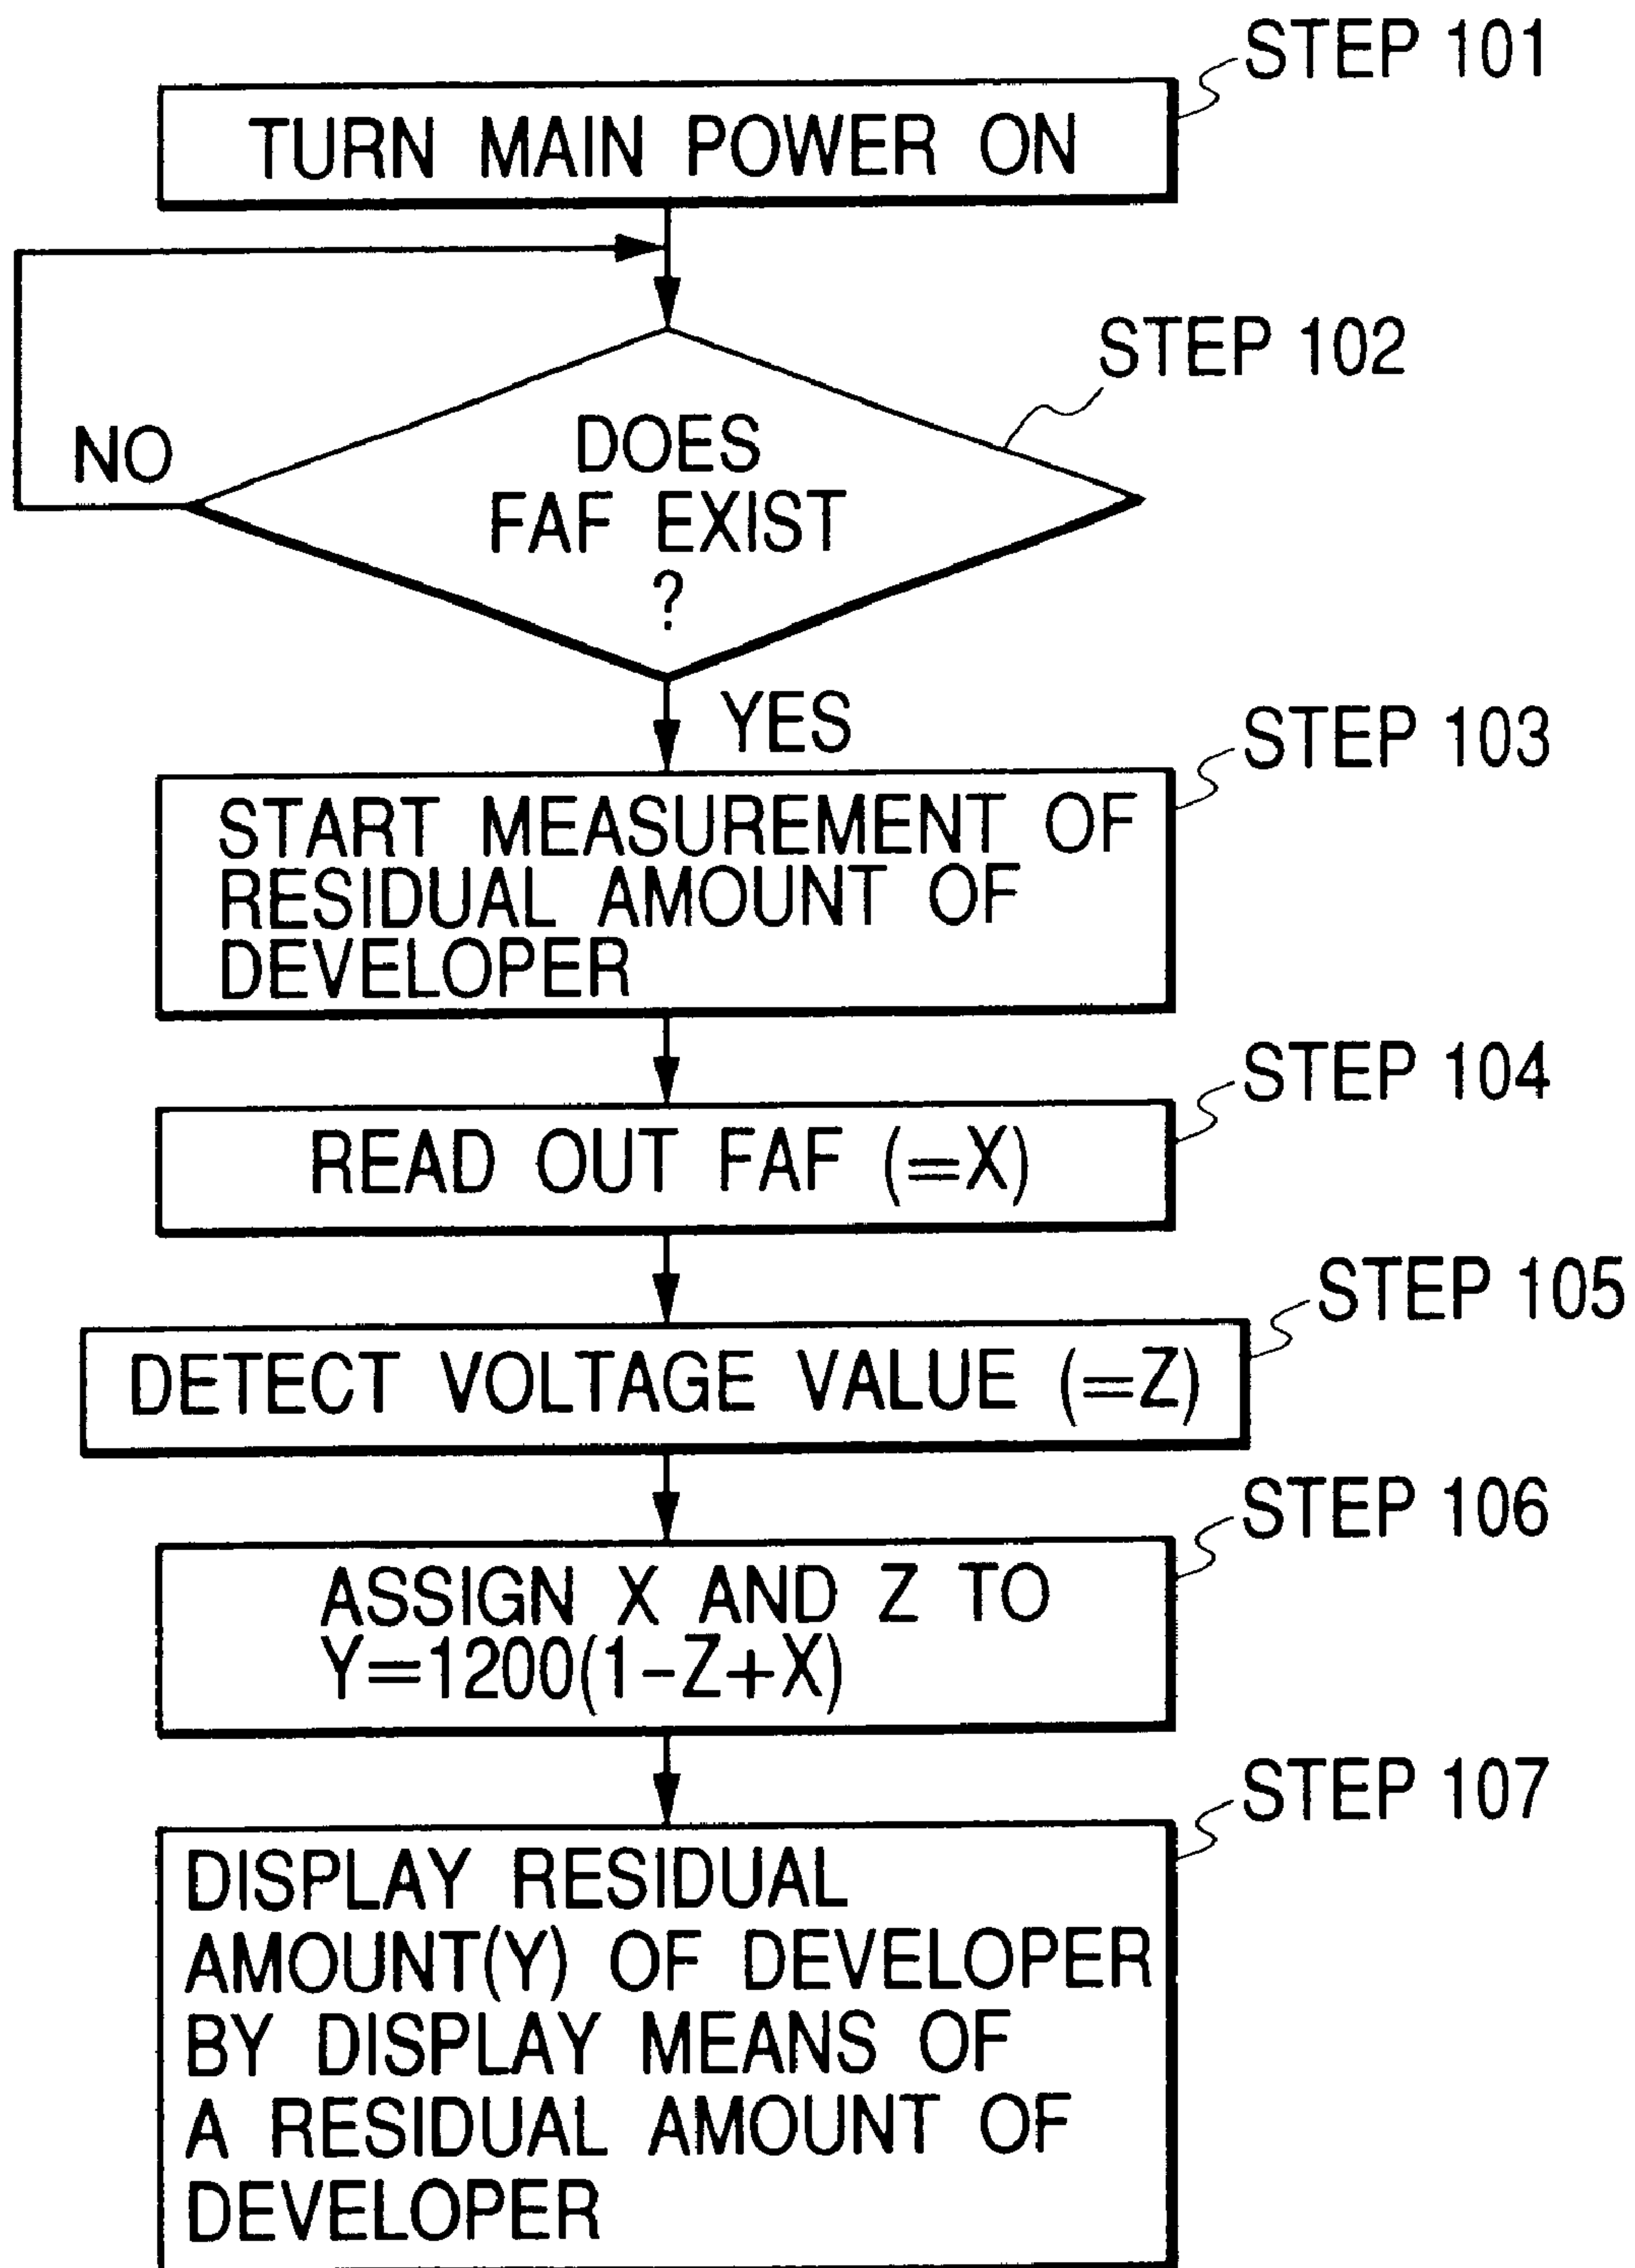 STEP 101
TURN MAIN POWER ON
STEP 102
DOES
FAF EXIST
?
NO
YES
STEP 103
START MEASUREMENT OF
RESIDUAL AMOUNT OF
DEVELOPER
STEP 104
READ OUT FAF (=X)
STEP 105
DETECT VOLTAGE VALUE (=Z)
STEP 106
ASSIGN X AND Z TO
Y=1200(1-Z+X)
STEP 107
DISPLAY RESIDUAL
AMOUNT(Y) OF DEVELOPER
BY DISPLAY MEANS OF
A RESIDUAL AMOUNT OF
DEVELOPER